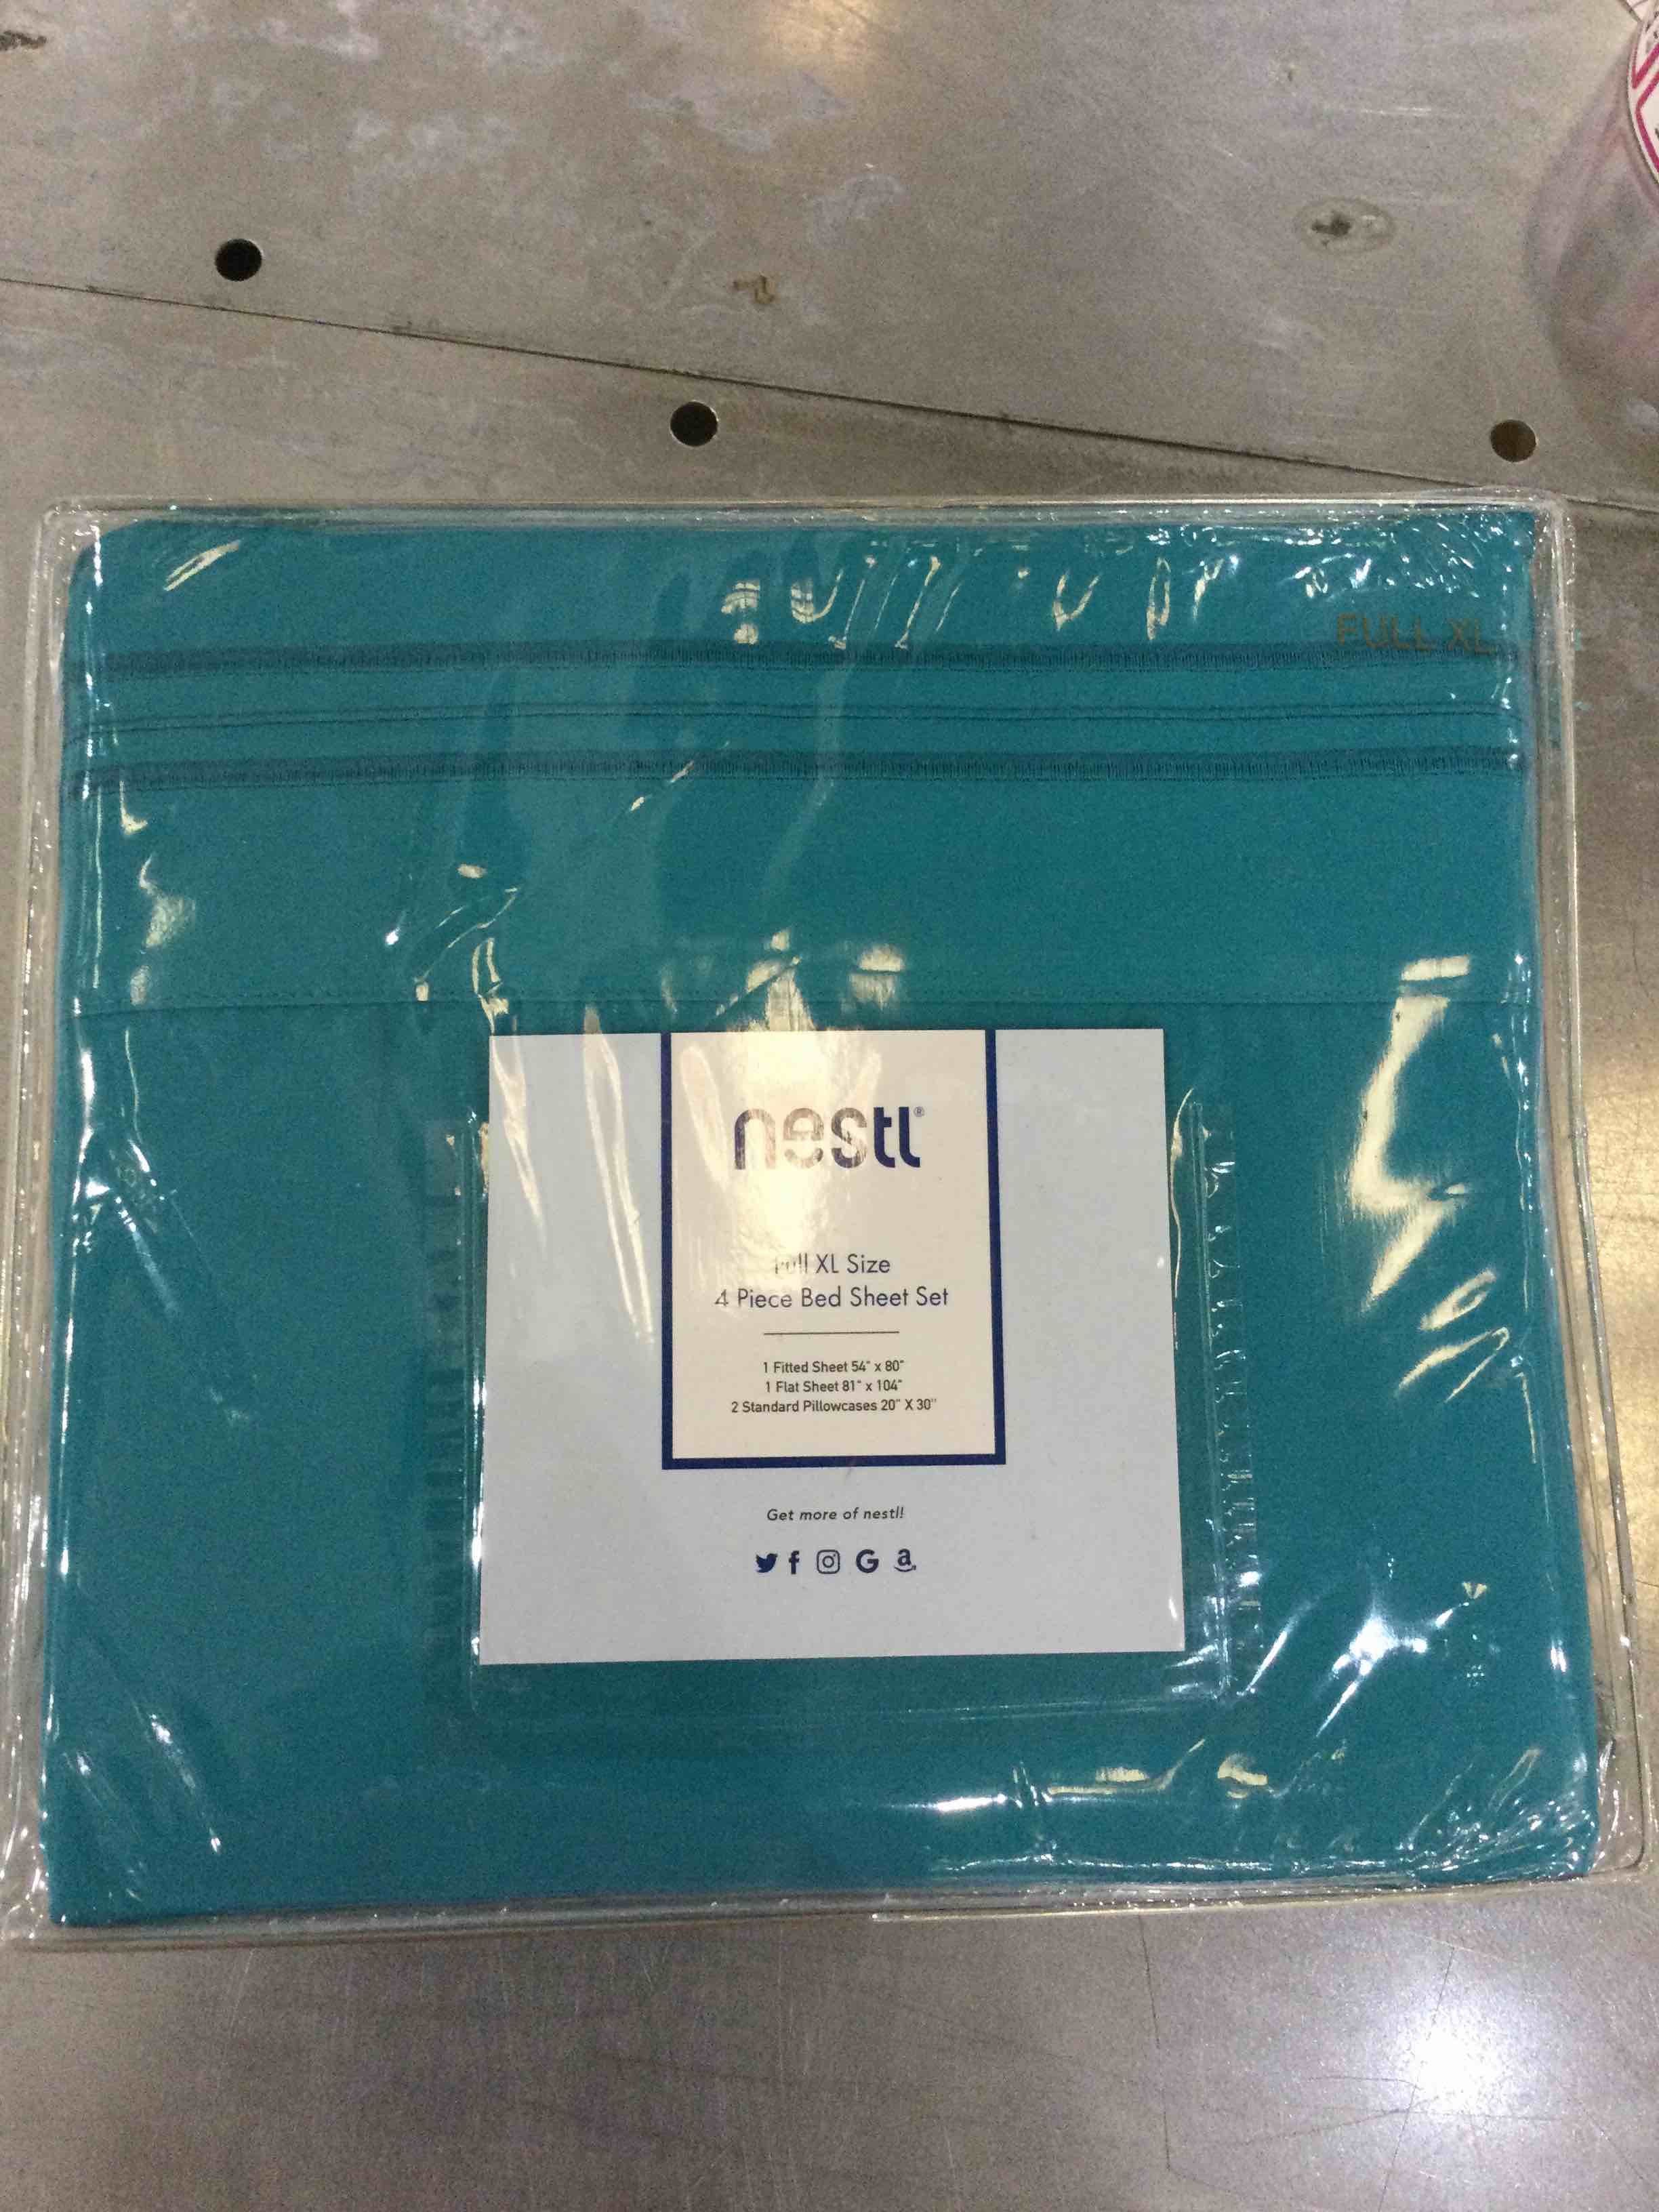 FULL XL
nestl®
Full XL Size
4 Piece Bed Sheet Set
1 Fitted Sheet 54" x 80"
1 Flat Sheet 81" x 104"
2 Standard Pillowcases 20" X 30"
Get more of nestl!